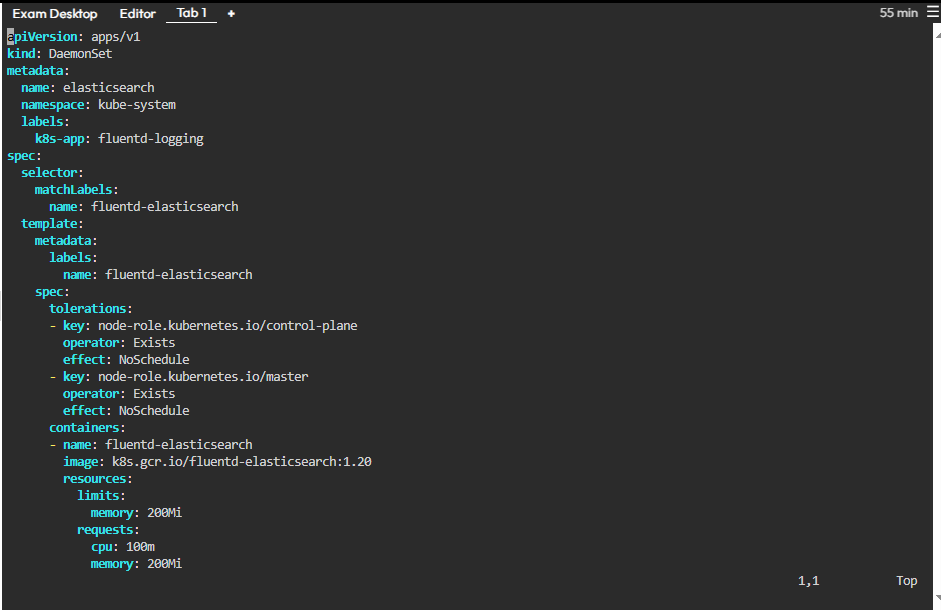 Exam Desktop Editor Tab 1 + 55 min
apiVersion: apps/v1
kind: DaemonSet
metadata:
  name: elasticsearch
  namespace: kube-system
  labels:
    k8s-app: fluentd-logging
spec:
  selector:
    matchLabels:
      name: fluentd-elasticsearch
  template:
    metadata:
      labels:
        name: fluentd-elasticsearch
    spec:
      tolerations:
      - key: node-role.kubernetes.io/control-plane
        operator: Exists
        effect: NoSchedule
      - key: node-role.kubernetes.io/master
        operator: Exists
        effect: NoSchedule
      containers:
      - name: fluentd-elasticsearch
        image: k8s.gcr.io/fluentd-elasticsearch:1.20
        resources:
          limits:
            memory: 200Mi
          requests:
            cpu: 100m
            memory: 200Mi
1,1 Top